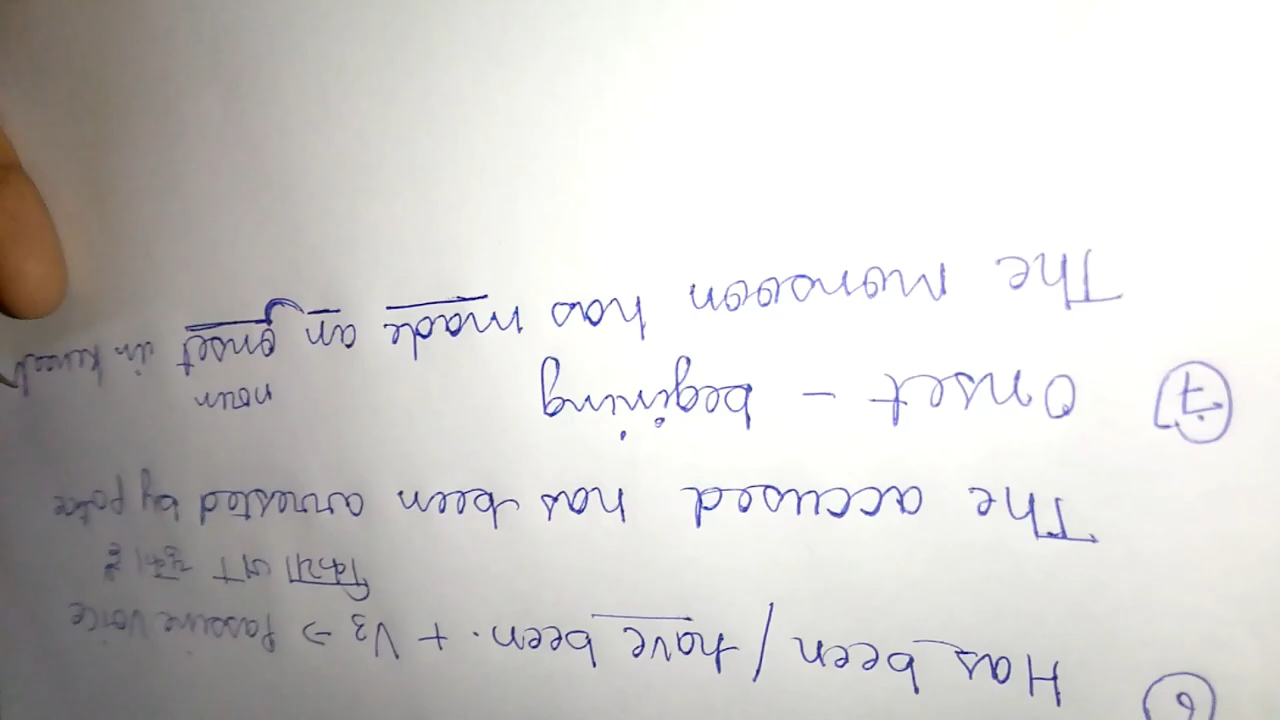 6 Has been / have been. + V3 ⇒ Passive voice
किया जा चुका है
The accused has been arrested by police
7 Onset - begining
noun
The monsoon has made an onset in